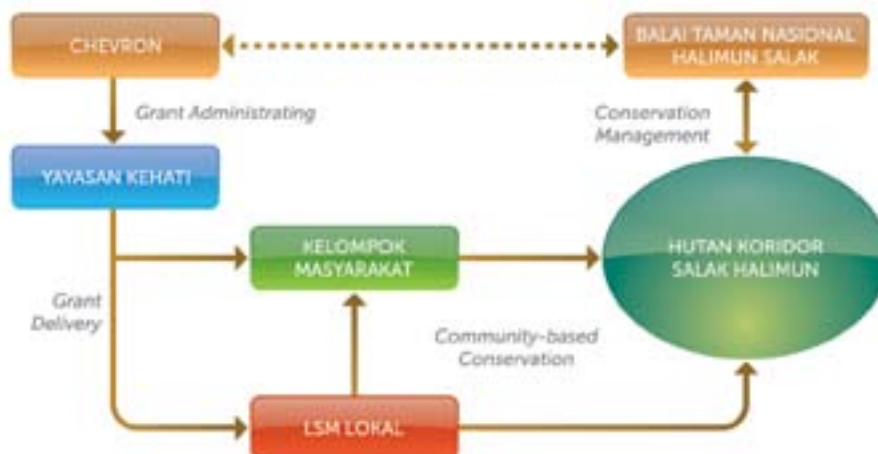 CHEVRON
BALAI TAMAN NASIONAL
HALIMUN SALAK
Grant Administrating
Conservation
Management
YAYASAN KEHATI
KELOMPOK
MASYARAKAT
HUTAN KORIDOR
SALAK HALIMUN
Grant
Delivery
Community-based
Conservation
LSM LOKAL